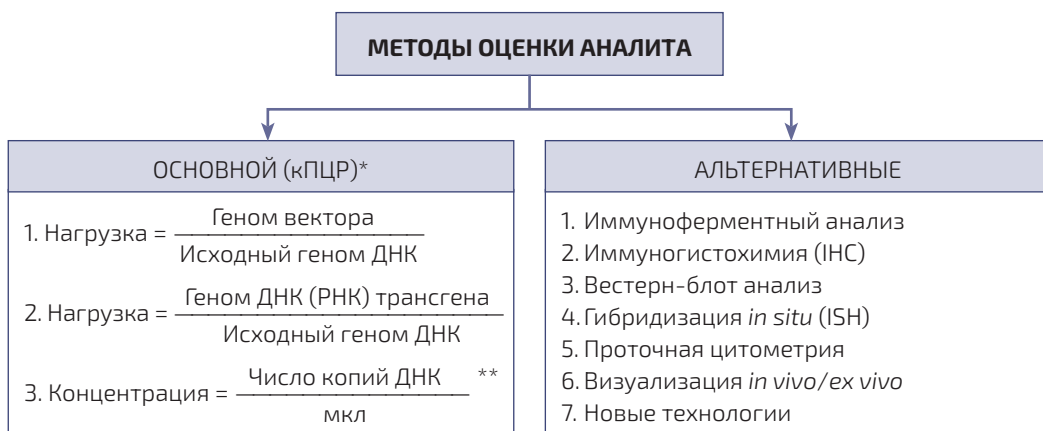 МЕТОДЫ ОЦЕНКИ АНАЛИТА
ОСНОВНОЙ (кПЦР)*
1. Нагрузка = Геном вектора
Исходный геном ДНК
2. Нагрузка = Геном ДНК (РНК) трансгена
Исходный геном ДНК
3. Концентрация = Число копий ДНК **
мкл
АЛЬТЕРНАТИВНЫЕ
1. Иммуноферментный анализ
2. Иммуногистохимия (IHC)
3. Вестерн-блот анализ
4. Гибридизация in situ (ISH)
5. Проточная цитометрия
6. Визуализация in vivo/ex vivo
7. Новые технологии